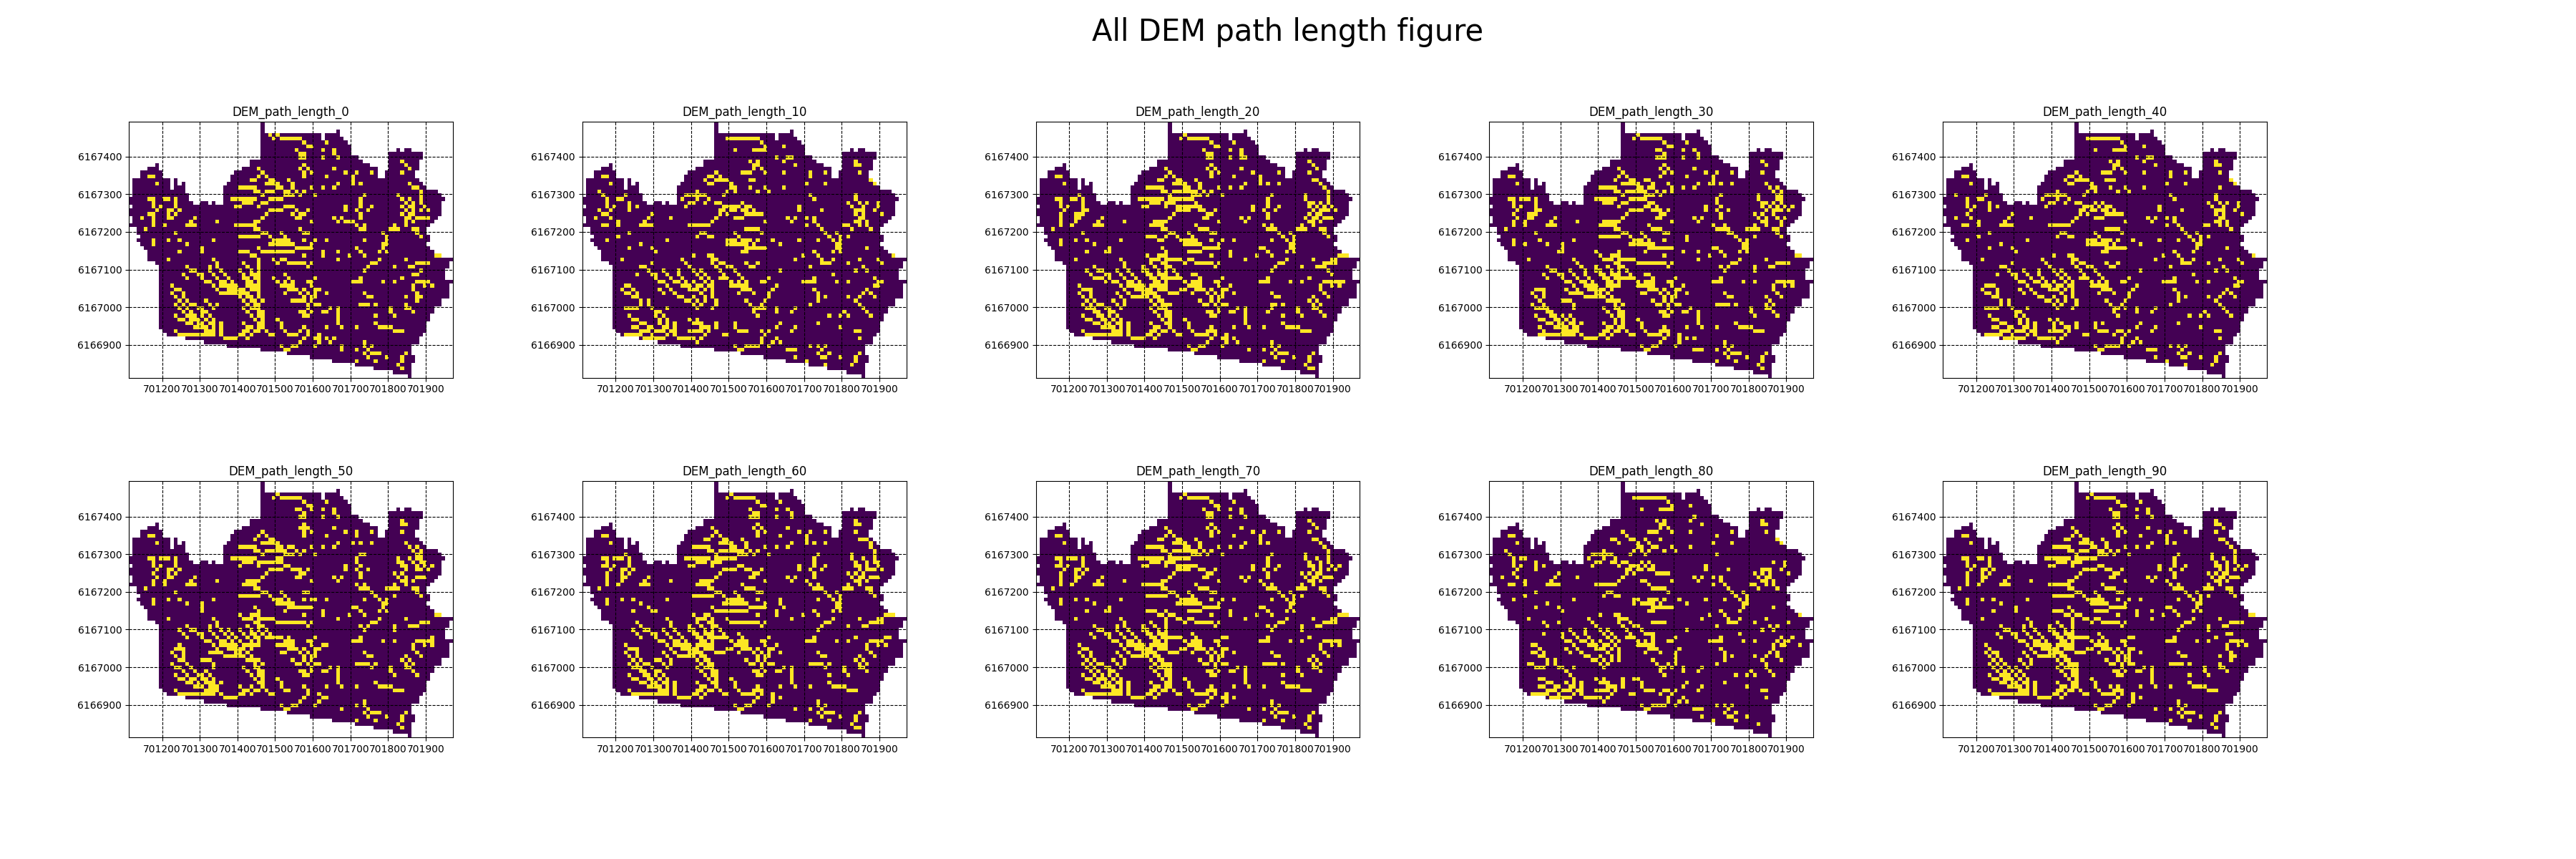 All DEM path length figure
DEM_path_length_0
DEM_path_length_10
DEM_path_length_20
DEM_path_length_30
DEM_path_length_40
6167400 6167400 6167400 6167400 6167400
6167300 6167300 6167300 6167300 6167300
6167200 6167200 6167200 6167200 6167200
6167100 6167100 6167100 6167100 6167100
6167000 6167000 6167000 6167000 6167000
6166900 6166900 6166900 6166900 6166900
701200 701300 701400 701500 701600 701700 701800 701900
701200 701300 701400 701500 701600 701700 701800 701900
701200 701300 701400 701500 701600 701700 701800 701900
701200 701300 701400 701500 701600 701700 701800 701900
701200 701300 701400 701500 701600 701700 701800 701900
DEM_path_length_50
DEM_path_length_60
DEM_path_length_70
DEM_path_length_80
DEM_path_length_90
6167400 6167400 6167400 6167400 6167400
6167300 6167300 6167300 6167300 6167300
6167200 6167200 6167200 6167200 6167200
6167100 6167100 6167100 6167100 6167100
6167000 6167000 6167000 6167000 6167000
6166900 6166900 6166900 6166900 6166900
701200 701300 701400 701500 701600 701700 701800 701900
701200 701300 701400 701500 701600 701700 701800 701900
701200 701300 701400 701500 701600 701700 701800 701900
701200 701300 701400 701500 701600 701700 701800 701900
701200 701300 701400 701500 701600 701700 701800 701900